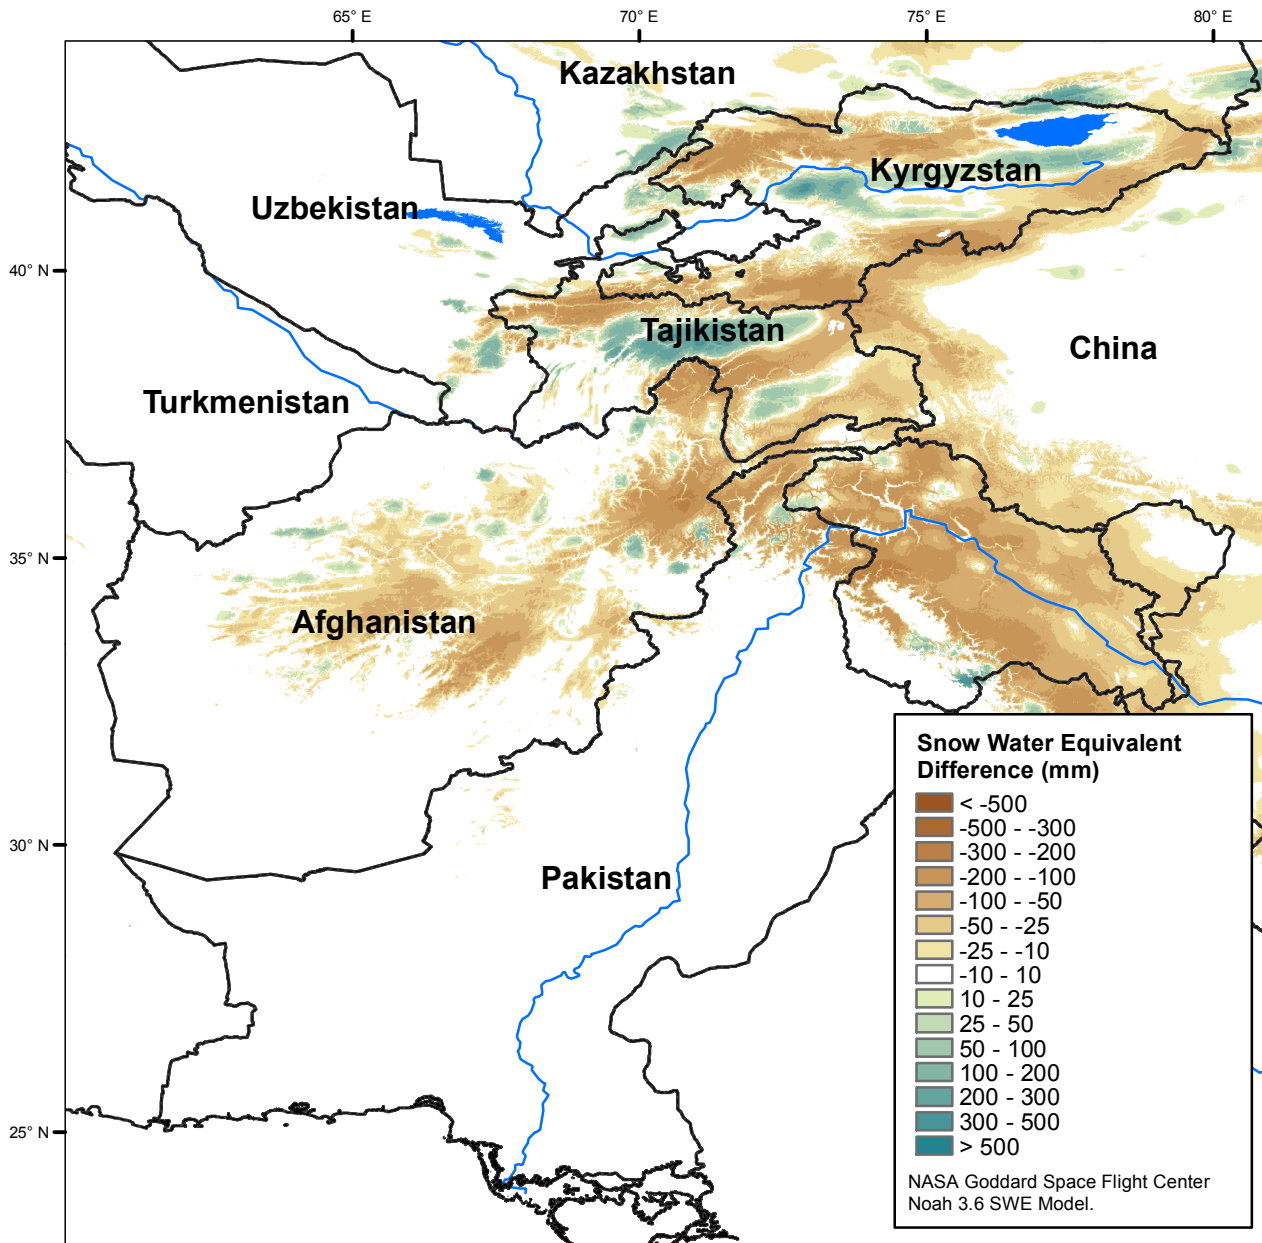 65° E
70° E
75° E
80° E
Kazakhstan
Kyrgyzstan
Uzbekistan
40° N
Tajikistan
China
Turkmenistan
35° N
Afghanistan
30° N
Pakistan
25° N
Snow Water Equivalent
Difference (mm)
< -500
-500 - -300
-300 - -200
-200 - -100
-100 - -50
-50 - -25
-25 - -10
-10 - 10
10 - 25
25 - 50
50 - 100
100 - 200
200 - 300
300 - 500
> 500
NASA Goddard Space Flight Center
Noah 3.6 SWE Model.